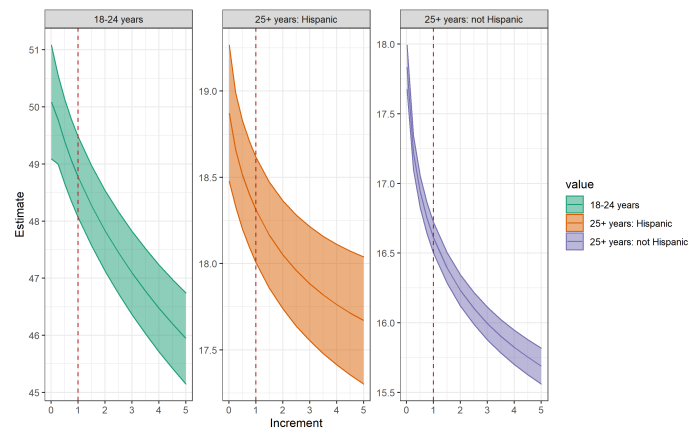 18-24 years
25+ years: Hispanic
25+ years: not Hispanic
Estimate
51
50
49
48
47
46
45
19.0
18.5
18.0
17.5
18.0
17.5
17.0
16.5
16.0
15.5
0 1 2 3 4 5
0 1 2 3 4 5
0 1 2 3 4 5
Increment
value
18-24 years
25+ years: Hispanic
25+ years: not Hispanic